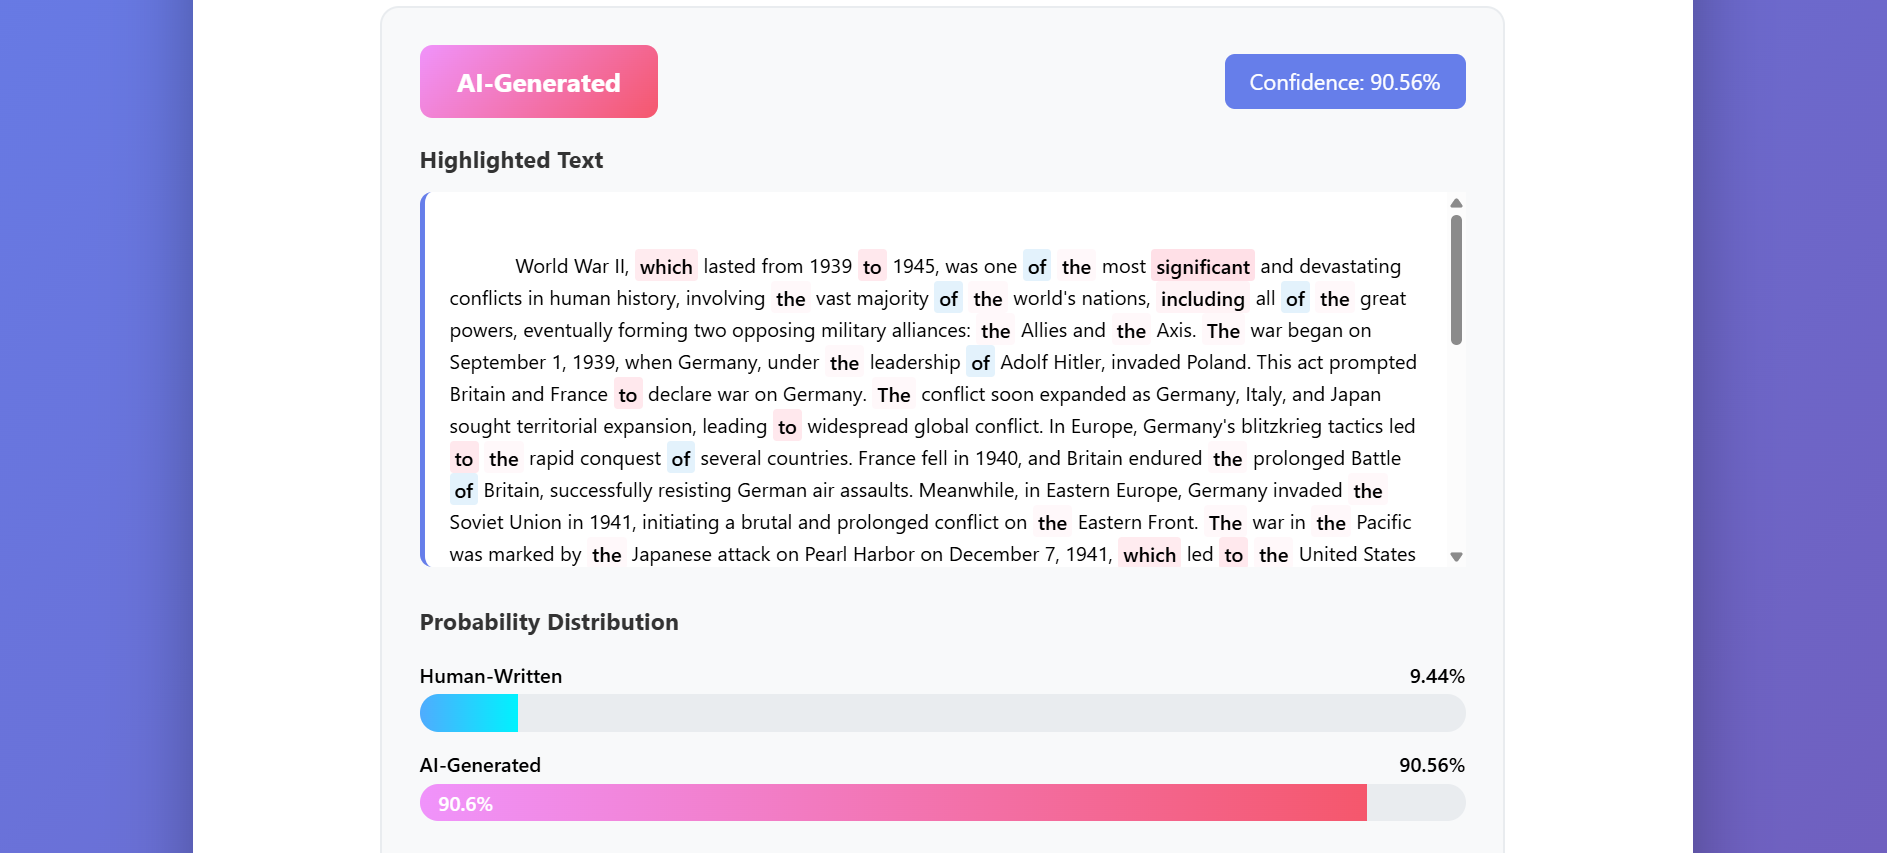 AI-Generated
Confidence: 90.56%
Highlighted Text
World War II, which lasted from 1939 to 1945, was one of the most significant and devastating
conflicts in human history, involving the vast majority of the world's nations, including all of the great
powers, eventually forming two opposing military alliances: the Allies and the Axis. The war began on
September 1, 1939, when Germany, under the leadership of Adolf Hitler, invaded Poland. This act prompted
Britain and France to declare war on Germany. The conflict soon expanded as Germany, Italy, and Japan
sought territorial expansion, leading to widespread global conflict. In Europe, Germany's blitzkrieg tactics led
to the rapid conquest of several countries. France fell in 1940, and Britain endured the prolonged Battle
of Britain, successfully resisting German air assaults. Meanwhile, in Eastern Europe, Germany invaded the
Soviet Union in 1941, initiating a brutal and prolonged conflict on the Eastern Front. The war in the Pacific
was marked by the Japanese attack on Pearl Harbor on December 7, 1941, which led to the United States
Probability Distribution
Human-Written 9.44%
AI-Generated 90.56%
90.6%